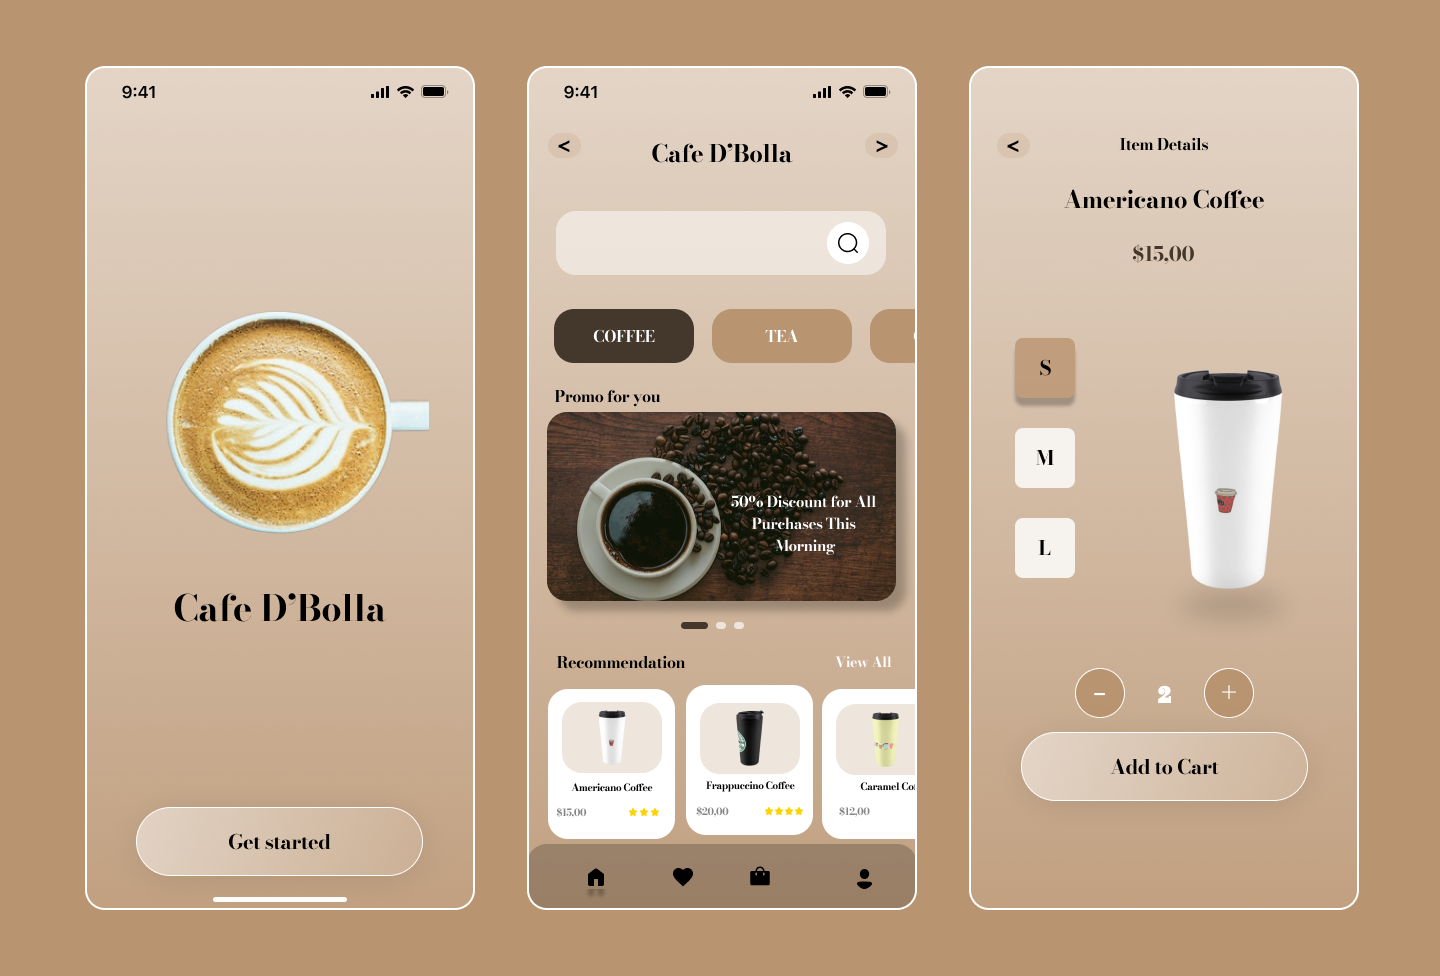 9:41
Cafe D’Bolla
Get started
9:41
<
Cafe D’Bolla
>
COFFEE
TEA
Promo for you
50% Discount for All
Purchases This
Morning
Recommendation
View All
Americano Coffee
$15,00
Frappuccino Coffee
$20,00
Caramel
$12,00
<
Item Details
Americano Coffee
$15,00
S
M
L
-
2
+
Add to Cart